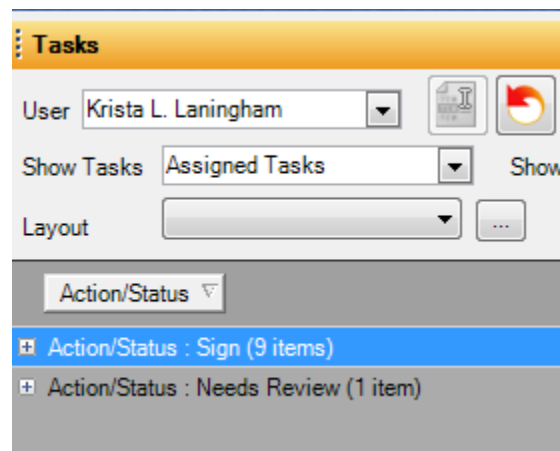 Tasks
User Krista L. Laningham
Show Tasks Assigned Tasks Show
Layout ...
Action/Status
Action/Status : Sign (9 items)
Action/Status : Needs Review (1 item)